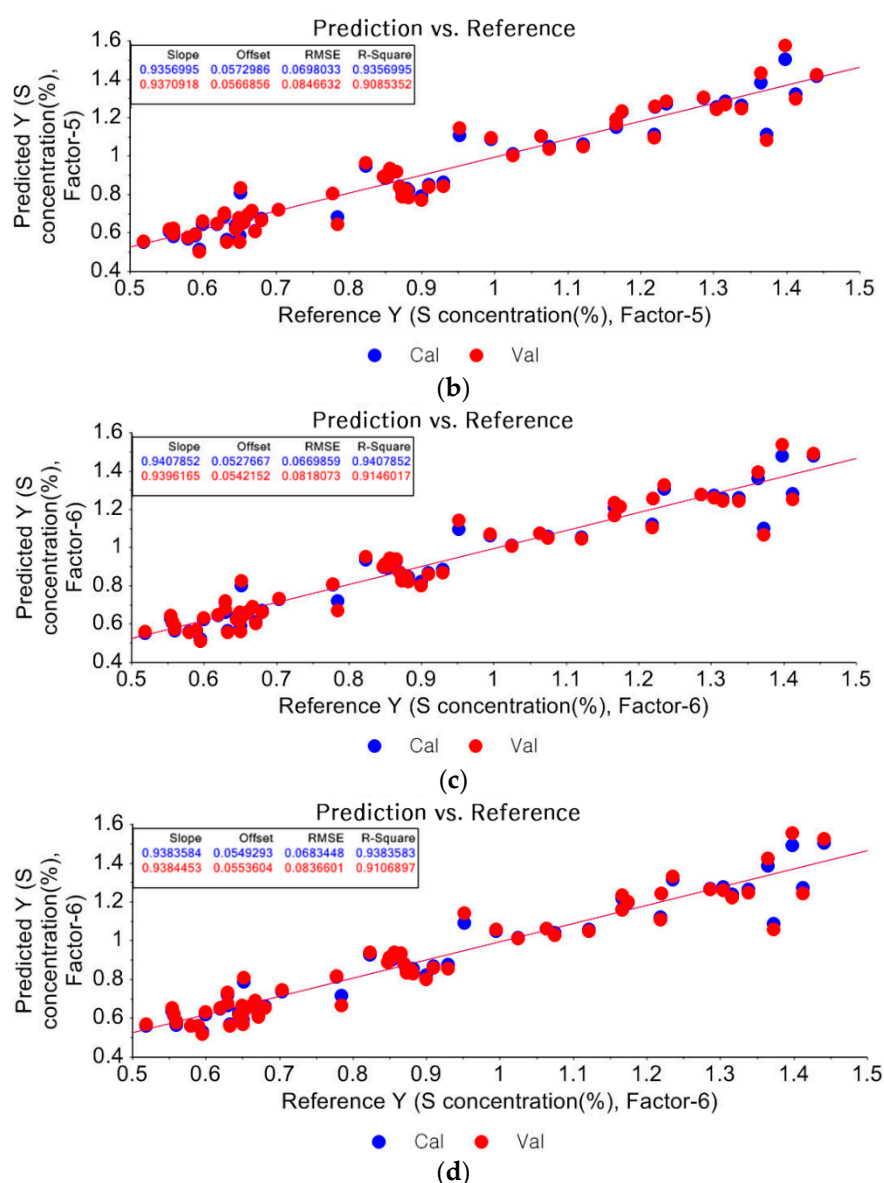 Prediction vs. Reference
Slope Offset RMSE R-Square
0.9356995 0.0572986 0.0698033 0.9356995
0.9370918 0.0566856 0.0846632 0.9085352
Predicted Y (S
concentration(%),
Factor-5)
1.6
1.4
1.2
1
0.8
0.6
0.4
0.5 0.6 0.7 0.8 0.9 1 1.1 1.2 1.3 1.4 1.5
Reference Y (S concentration(%), Factor-5)
Cal Val
(b)
Prediction vs. Reference
Slope Offset RMSE R-Square
0.9407852 0.0527667 0.0669859 0.9407852
0.9396165 0.0542152 0.0818073 0.9146017
Predicted Y (S
concentration(%),
Factor-6)
1.6
1.4
1.2
1
0.8
0.6
0.4
0.5 0.6 0.7 0.8 0.9 1 1.1 1.2 1.3 1.4 1.5
Reference Y (S concentration(%), Factor-6)
Cal Val
(c)
Prediction vs. Reference
Slope Offset RMSE R-Square
0.9383584 0.0549293 0.0683448 0.9383583
0.9384453 0.0553604 0.0836601 0.9106897
Predicted Y (S
concentration(%),
Factor-6)
1.6
1.4
1.2
1
0.8
0.6
0.4
0.5 0.6 0.7 0.8 0.9 1 1.1 1.2 1.3 1.4 1.5
Reference Y (S concentration(%), Factor-6)
Cal Val
(d)